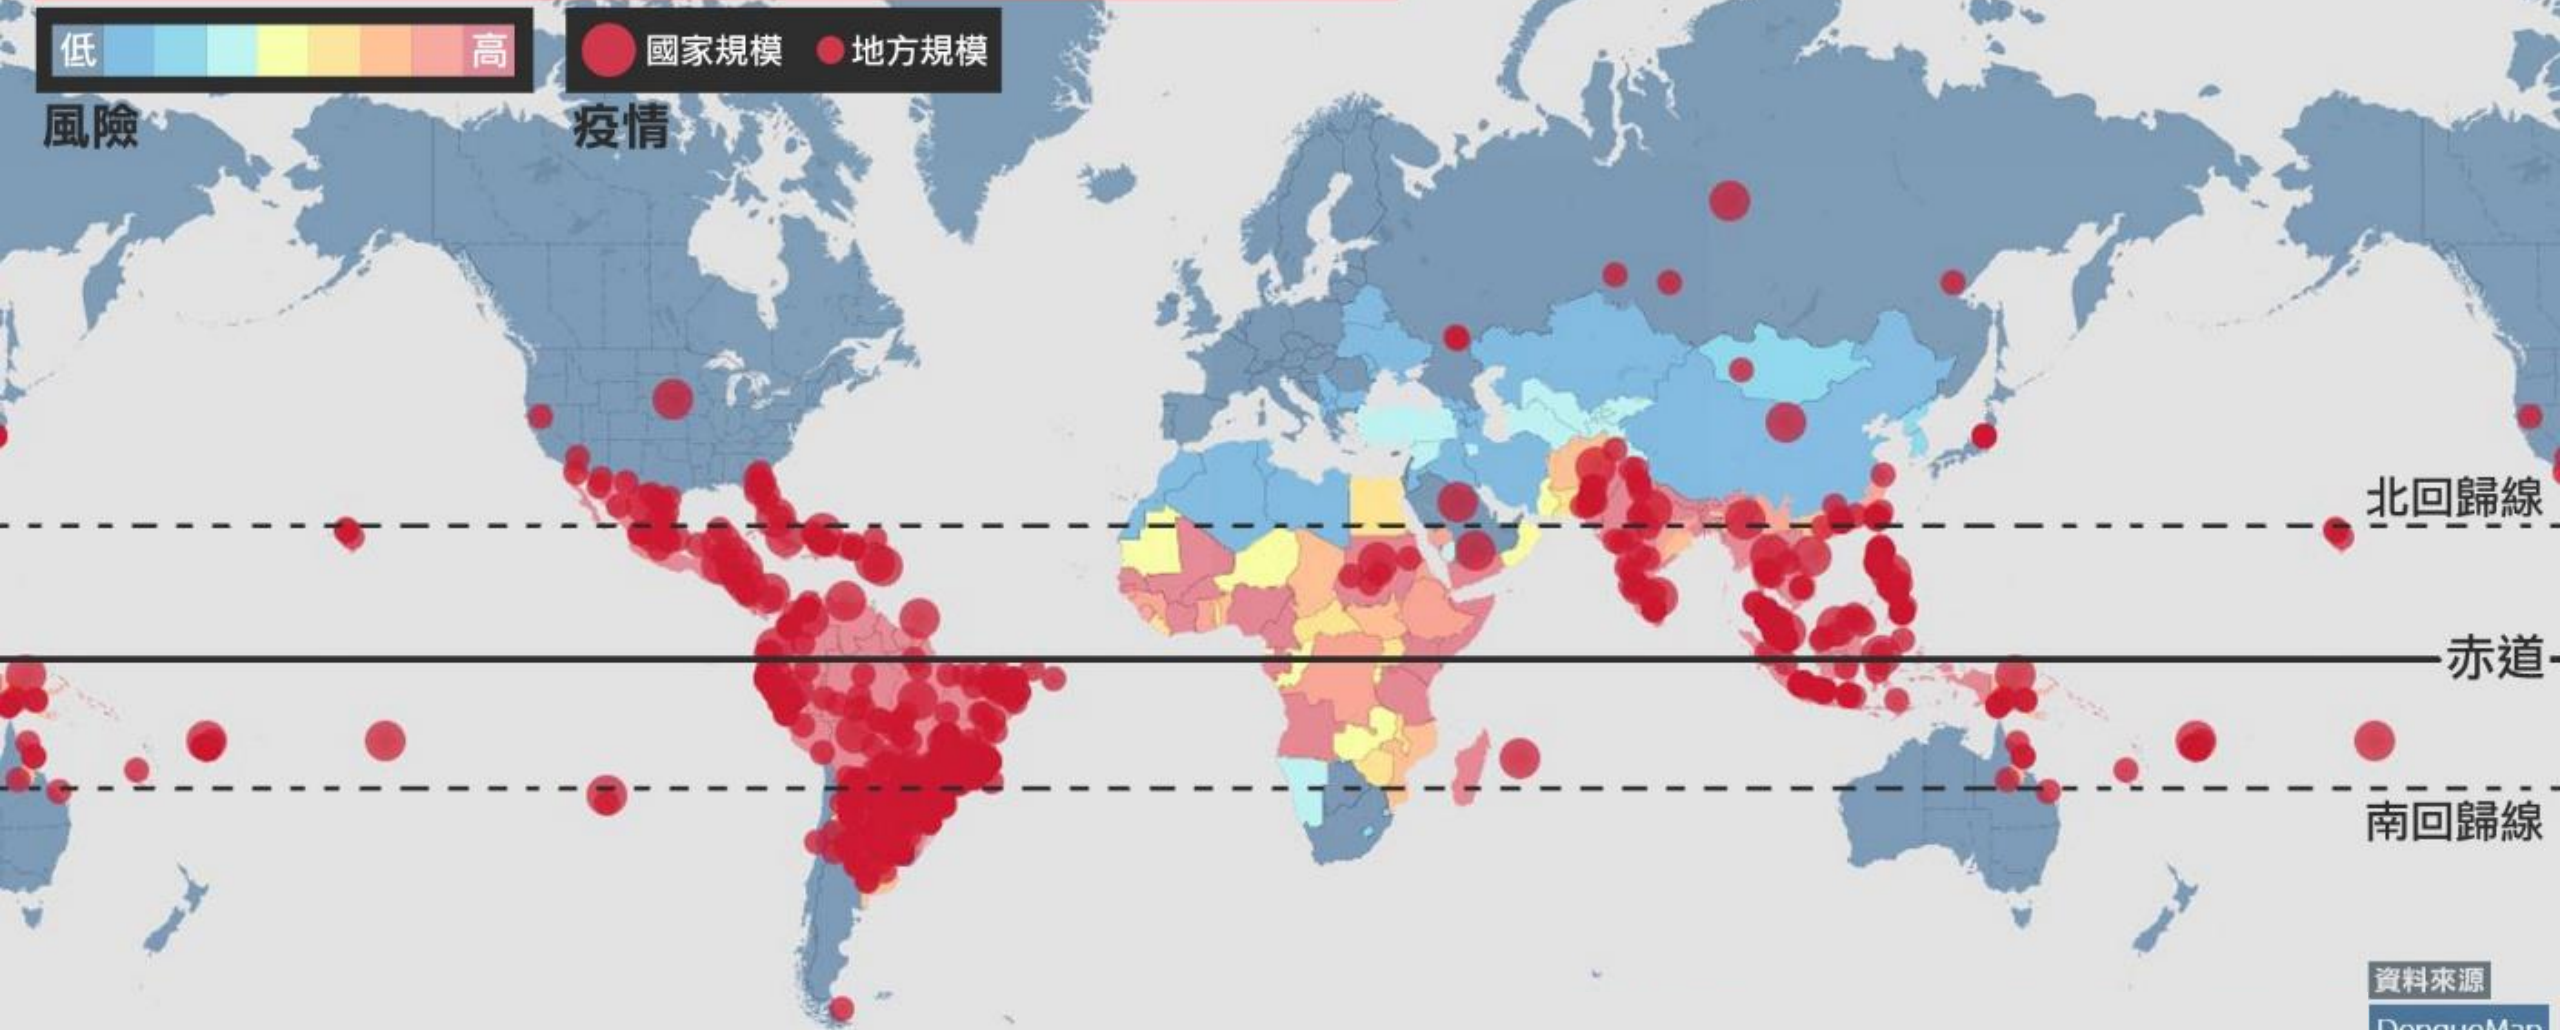 低 高
國家規模 地方規模
風險
疫情
北回歸線
赤道
南回歸線
資料來源
DengueMap